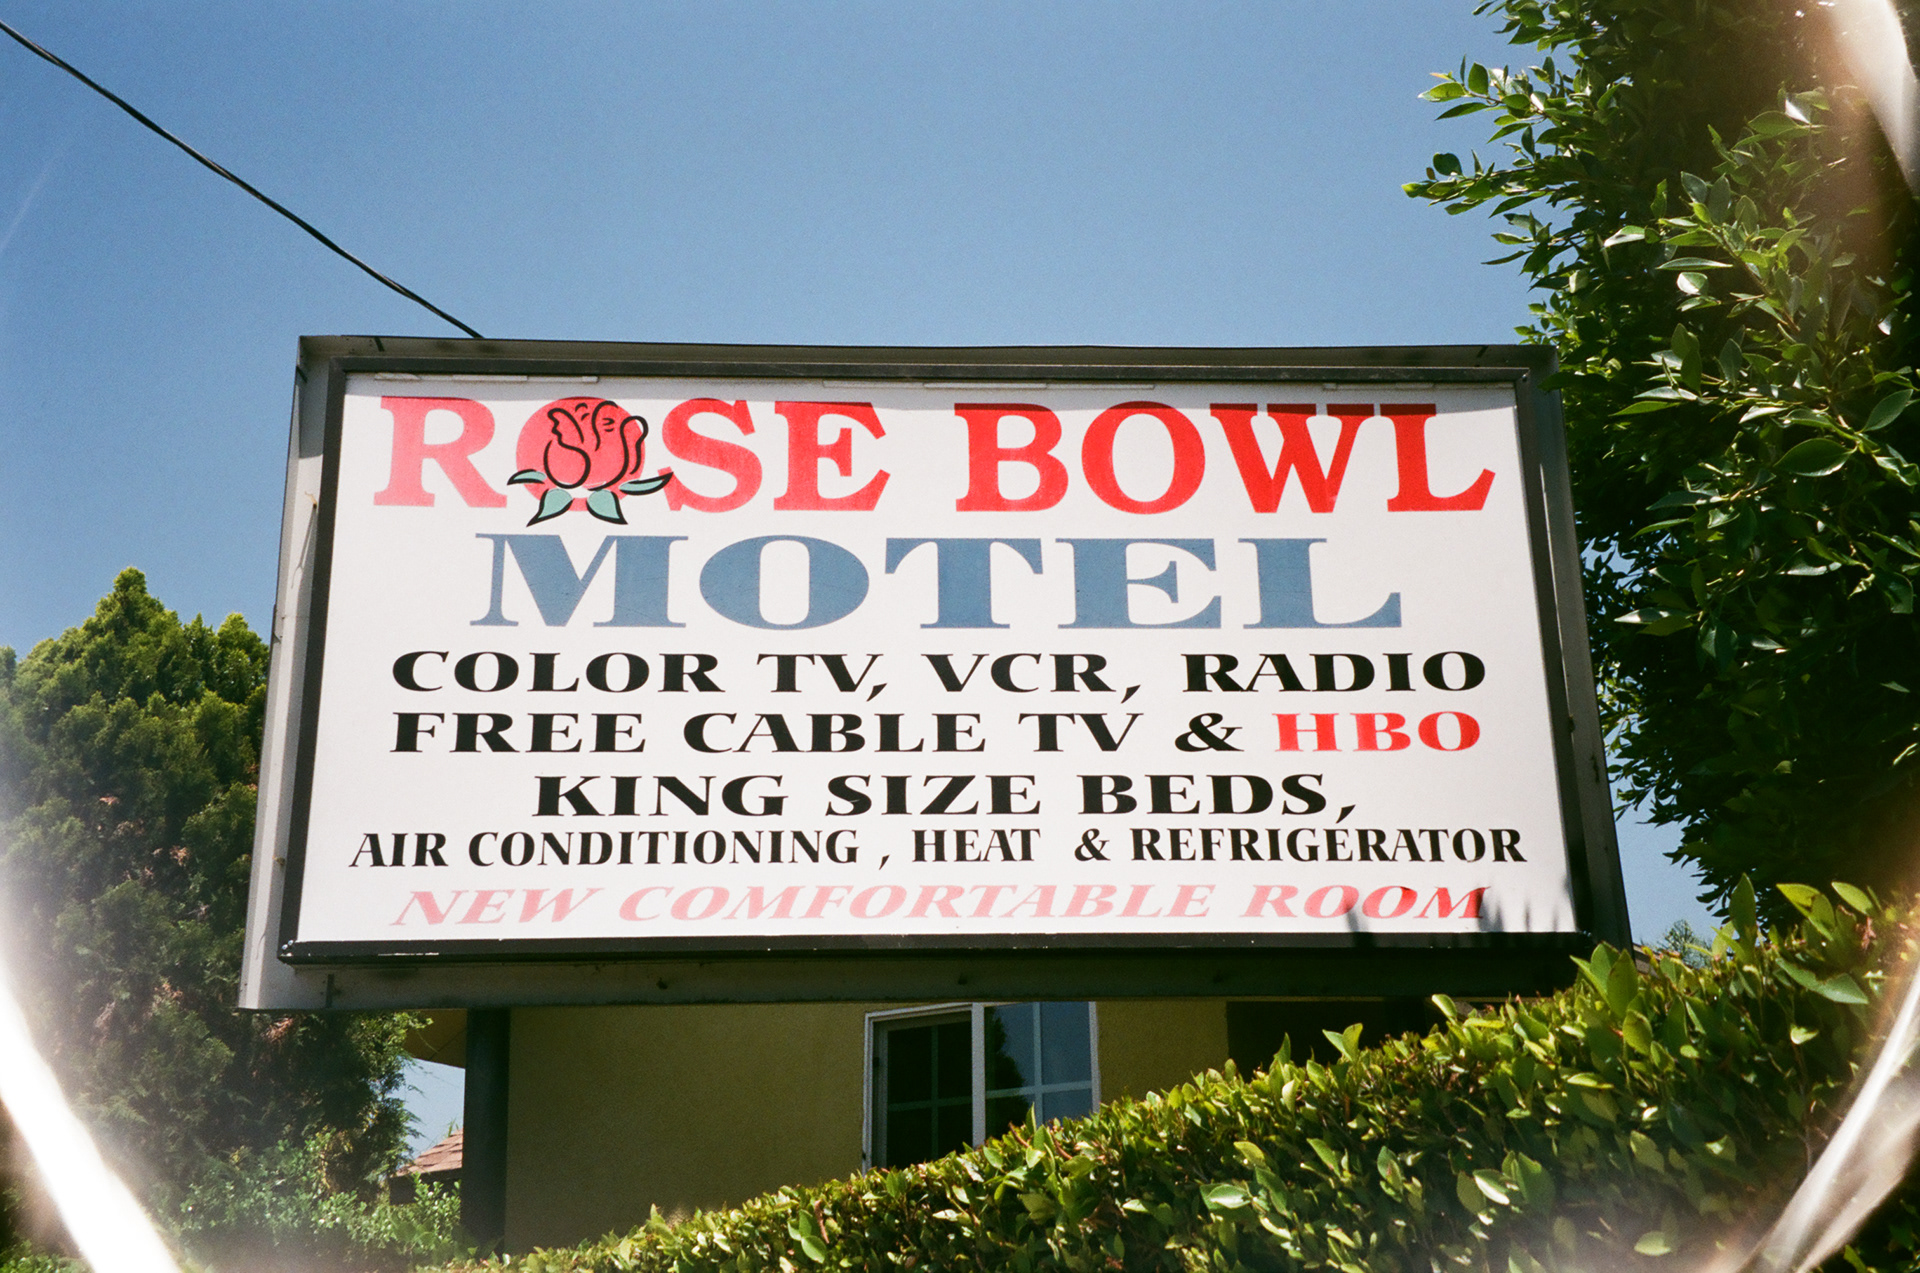 ROSE BOWL
MOTEL
COLOR TV, VCR, RADIO
FREE CABLE TV & HBO
KING SIZE BEDS,
AIR CONDITIONING , HEAT & REFRIGERATOR
NEW COMFORTABLE ROOM